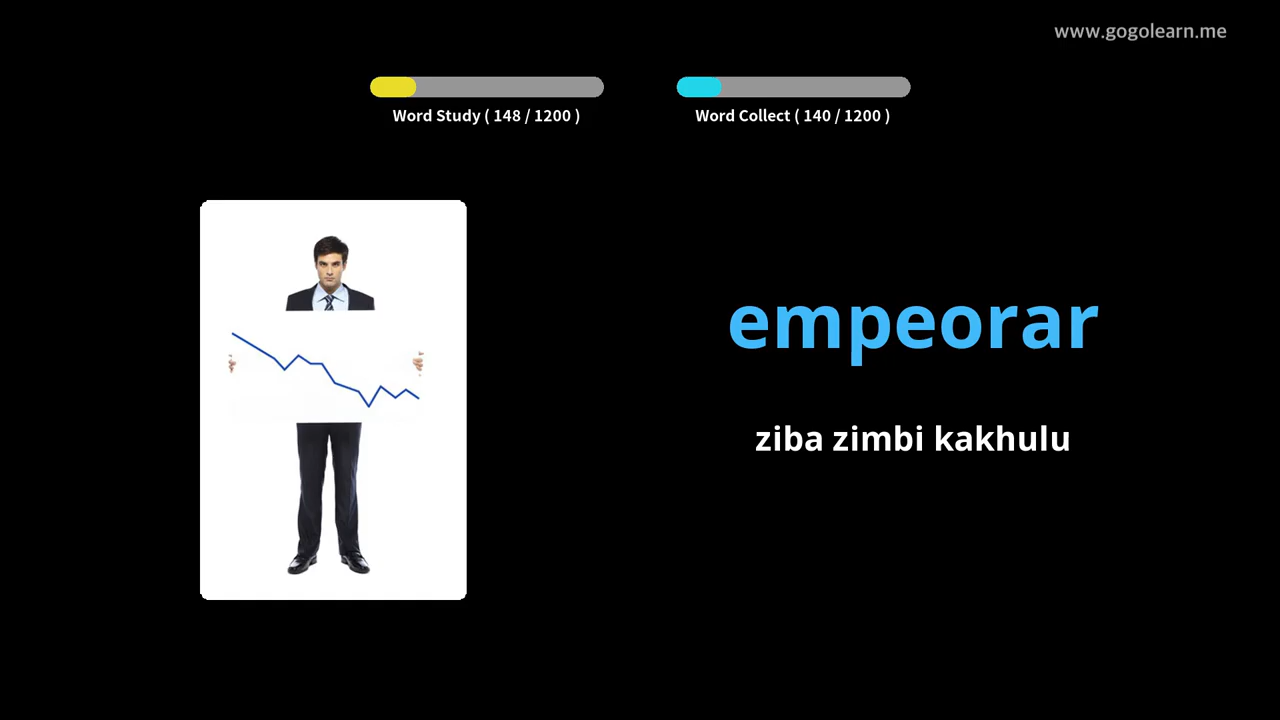 www.gogolearn.me
Word Study ( 148 / 1200 )
Word Collect ( 140 / 1200 )
empeorar
ziba zimbi kakhulu